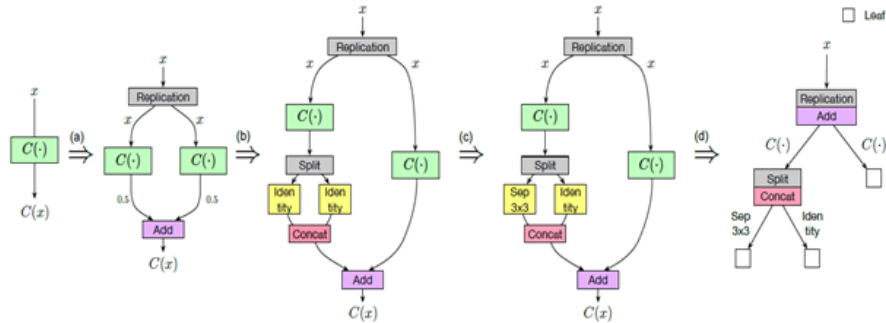 x
C(·)
C(x)
(a)
⇒
x
Replication
x
x
C(·)
C(·)
0.5
0.5
Add
C(x)
(b)
⇒
x
Replication
x
x
C(·)
Split
Iden
tity
Iden
tity
Concat
C(·)
Add
C(x)
(c)
⇒
x
Replication
x
x
C(·)
Split
Sep
3x3
Iden
tity
Concat
C(·)
Add
C(x)
(d)
⇒
Leaf
x
Replication
Add
C(·)
C(·)
Split
Concat
Sep
3x3
Iden
tity